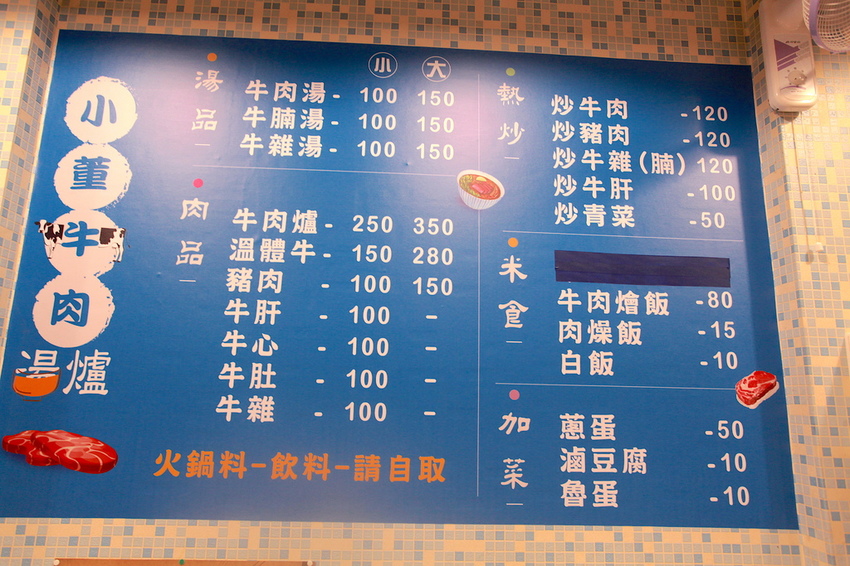 小董牛肉
湯爐
小 大
湯品
牛肉湯- 100 150
牛腩湯- 100 150
牛雜湯- 100 150
肉品
牛肉爐- 250 350
溫體牛- 150 280
豬肉 - 100 150
牛肝 - 100 -
牛心 - 100 -
牛肚 - 100 -
牛雜 - 100 -
火鍋料-飲料-請自取
熱炒
炒牛肉 -120
炒豬肉 -120
炒牛雜(腩) 120
炒牛肝 -100
炒青菜 -50
米食
牛肉燴飯 -80
肉燥飯 -15
白飯 -10
加菜
蔥蛋 -50
滷豆腐 -10
魯蛋 -10